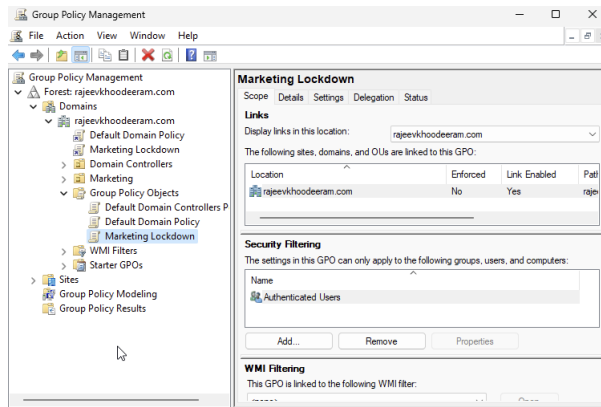 Group Policy Management
File Action View Window Help
Group Policy Management
Forest: rajeevkhoodeeram.com
Domains
rajeevkhoodeeram.com
Default Domain Policy
Marketing Lockdown
Domain Controllers
Marketing
Group Policy Objects
Default Domain Controllers P
Default Domain Policy
Marketing Lockdown
WMI Filters
Starter GPOs
Sites
Group Policy Modeling
Group Policy Results
Marketing Lockdown
Scope Details Settings Delegation Status
Links
Display links in this location: rajeevkhoodeeram.com
The following sites, domains, and OUs are linked to this GPO:
Location Enforced Link Enabled Path
rajeevkhoodeeram.com No Yes rajee
Security Filtering
The settings in this GPO can only apply to the following groups, users, and computers:
Name
Authenticated Users
Add... Remove Properties
WMI Filtering
This GPO is linked to the following WMI filter:
<none> Open